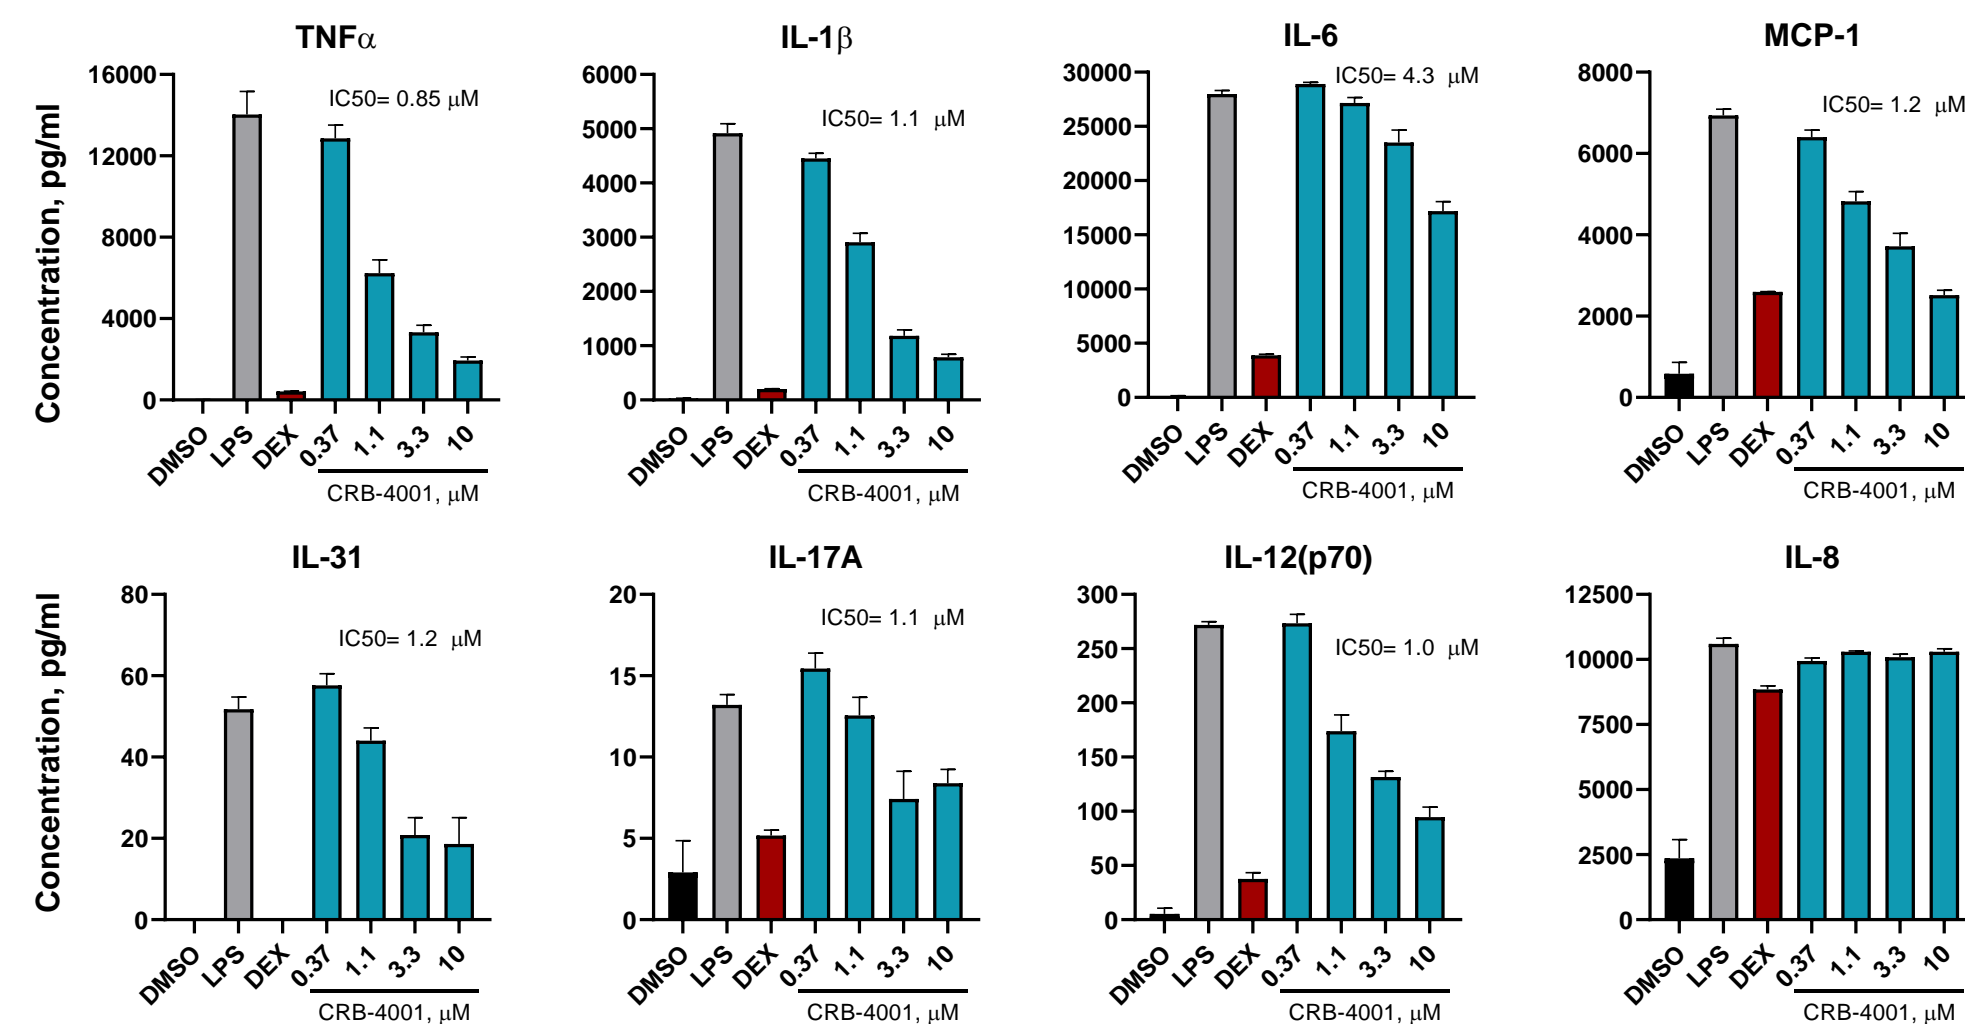 TNFα
IL-1β
IL-6
MCP-1
Concentration, pg/ml
16000
12000
8000
4000
0
IC50= 0.85 μM
DMSO
LPS
DEX
0.37
1.1
3.3
10
CRB-4001, μM
6000
5000
4000
3000
2000
1000
0
IC50= 1.1 μM
DMSO
LPS
DEX
0.37
1.1
3.3
10
CRB-4001, μM
30000
25000
20000
15000
10000
5000
0
IC50= 4.3 μM
DMSO
LPS
DEX
0.37
1.1
3.3
10
CRB-4001, μM
8000
6000
4000
2000
0
IC50= 1.2 μM
DMSO
LPS
DEX
0.37
1.1
3.3
10
CRB-4001, μM
IL-31
IL-17A
IL-12(p70)
IL-8
Concentration, pg/ml
80
60
40
20
0
IC50= 1.2 μM
DMSO
LPS
DEX
0.37
1.1
3.3
10
CRB-4001, μM
20
15
10
5
0
IC50= 1.1 μM
DMSO
LPS
DEX
0.37
1.1
3.3
10
CRB-4001, μM
300
250
200
150
100
50
0
IC50= 1.0 μM
DMSO
LPS
DEX
0.37
1.1
3.3
10
CRB-4001, μM
12500
10000
7500
5000
2500
0
DMSO
LPS
DEX
0.37
1.1
3.3
10
CRB-4001, μM